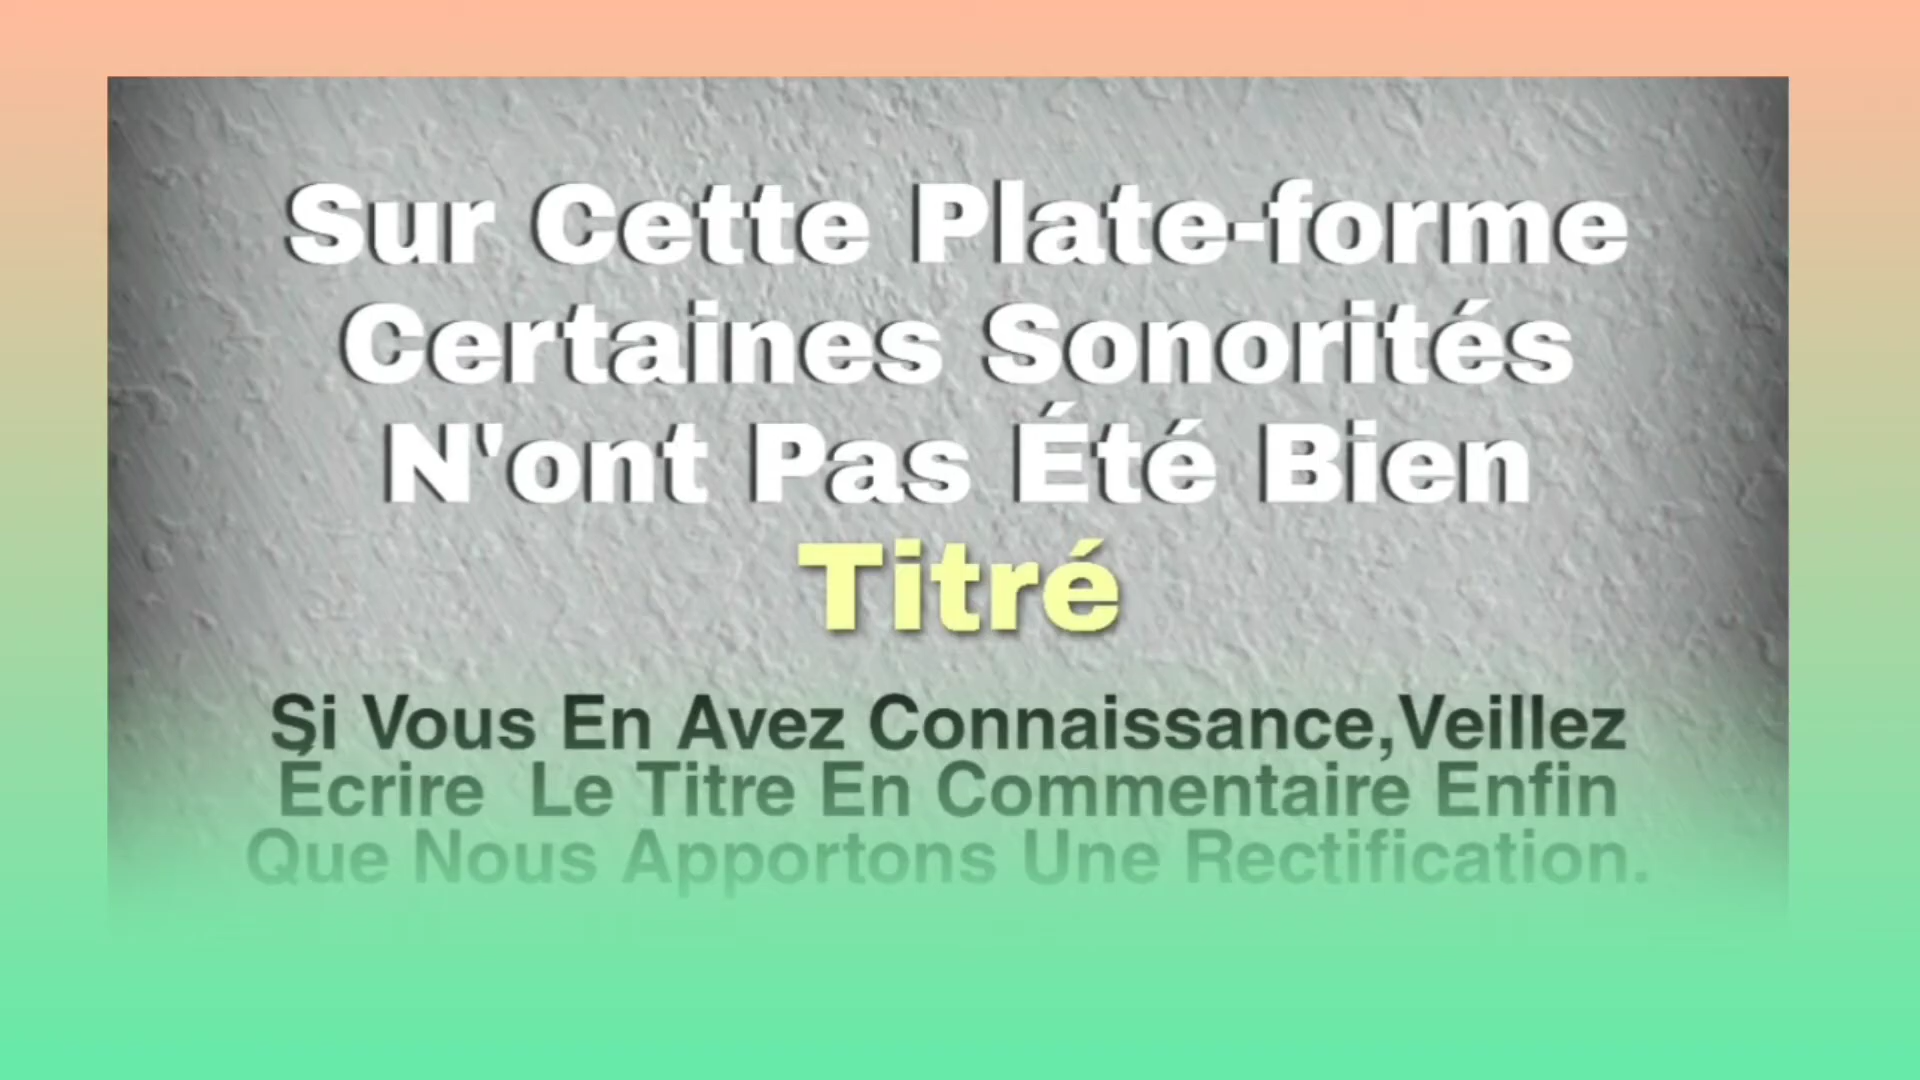 Sur Cette Plate-forme
Certaines Sonorités
N'ont Pas Été Bien
Titré
Si Vous En Avez Connaissance,Veillez
Écrire Le Titre En Commentaire Enfin
Que Nous Apportons Une Rectification.